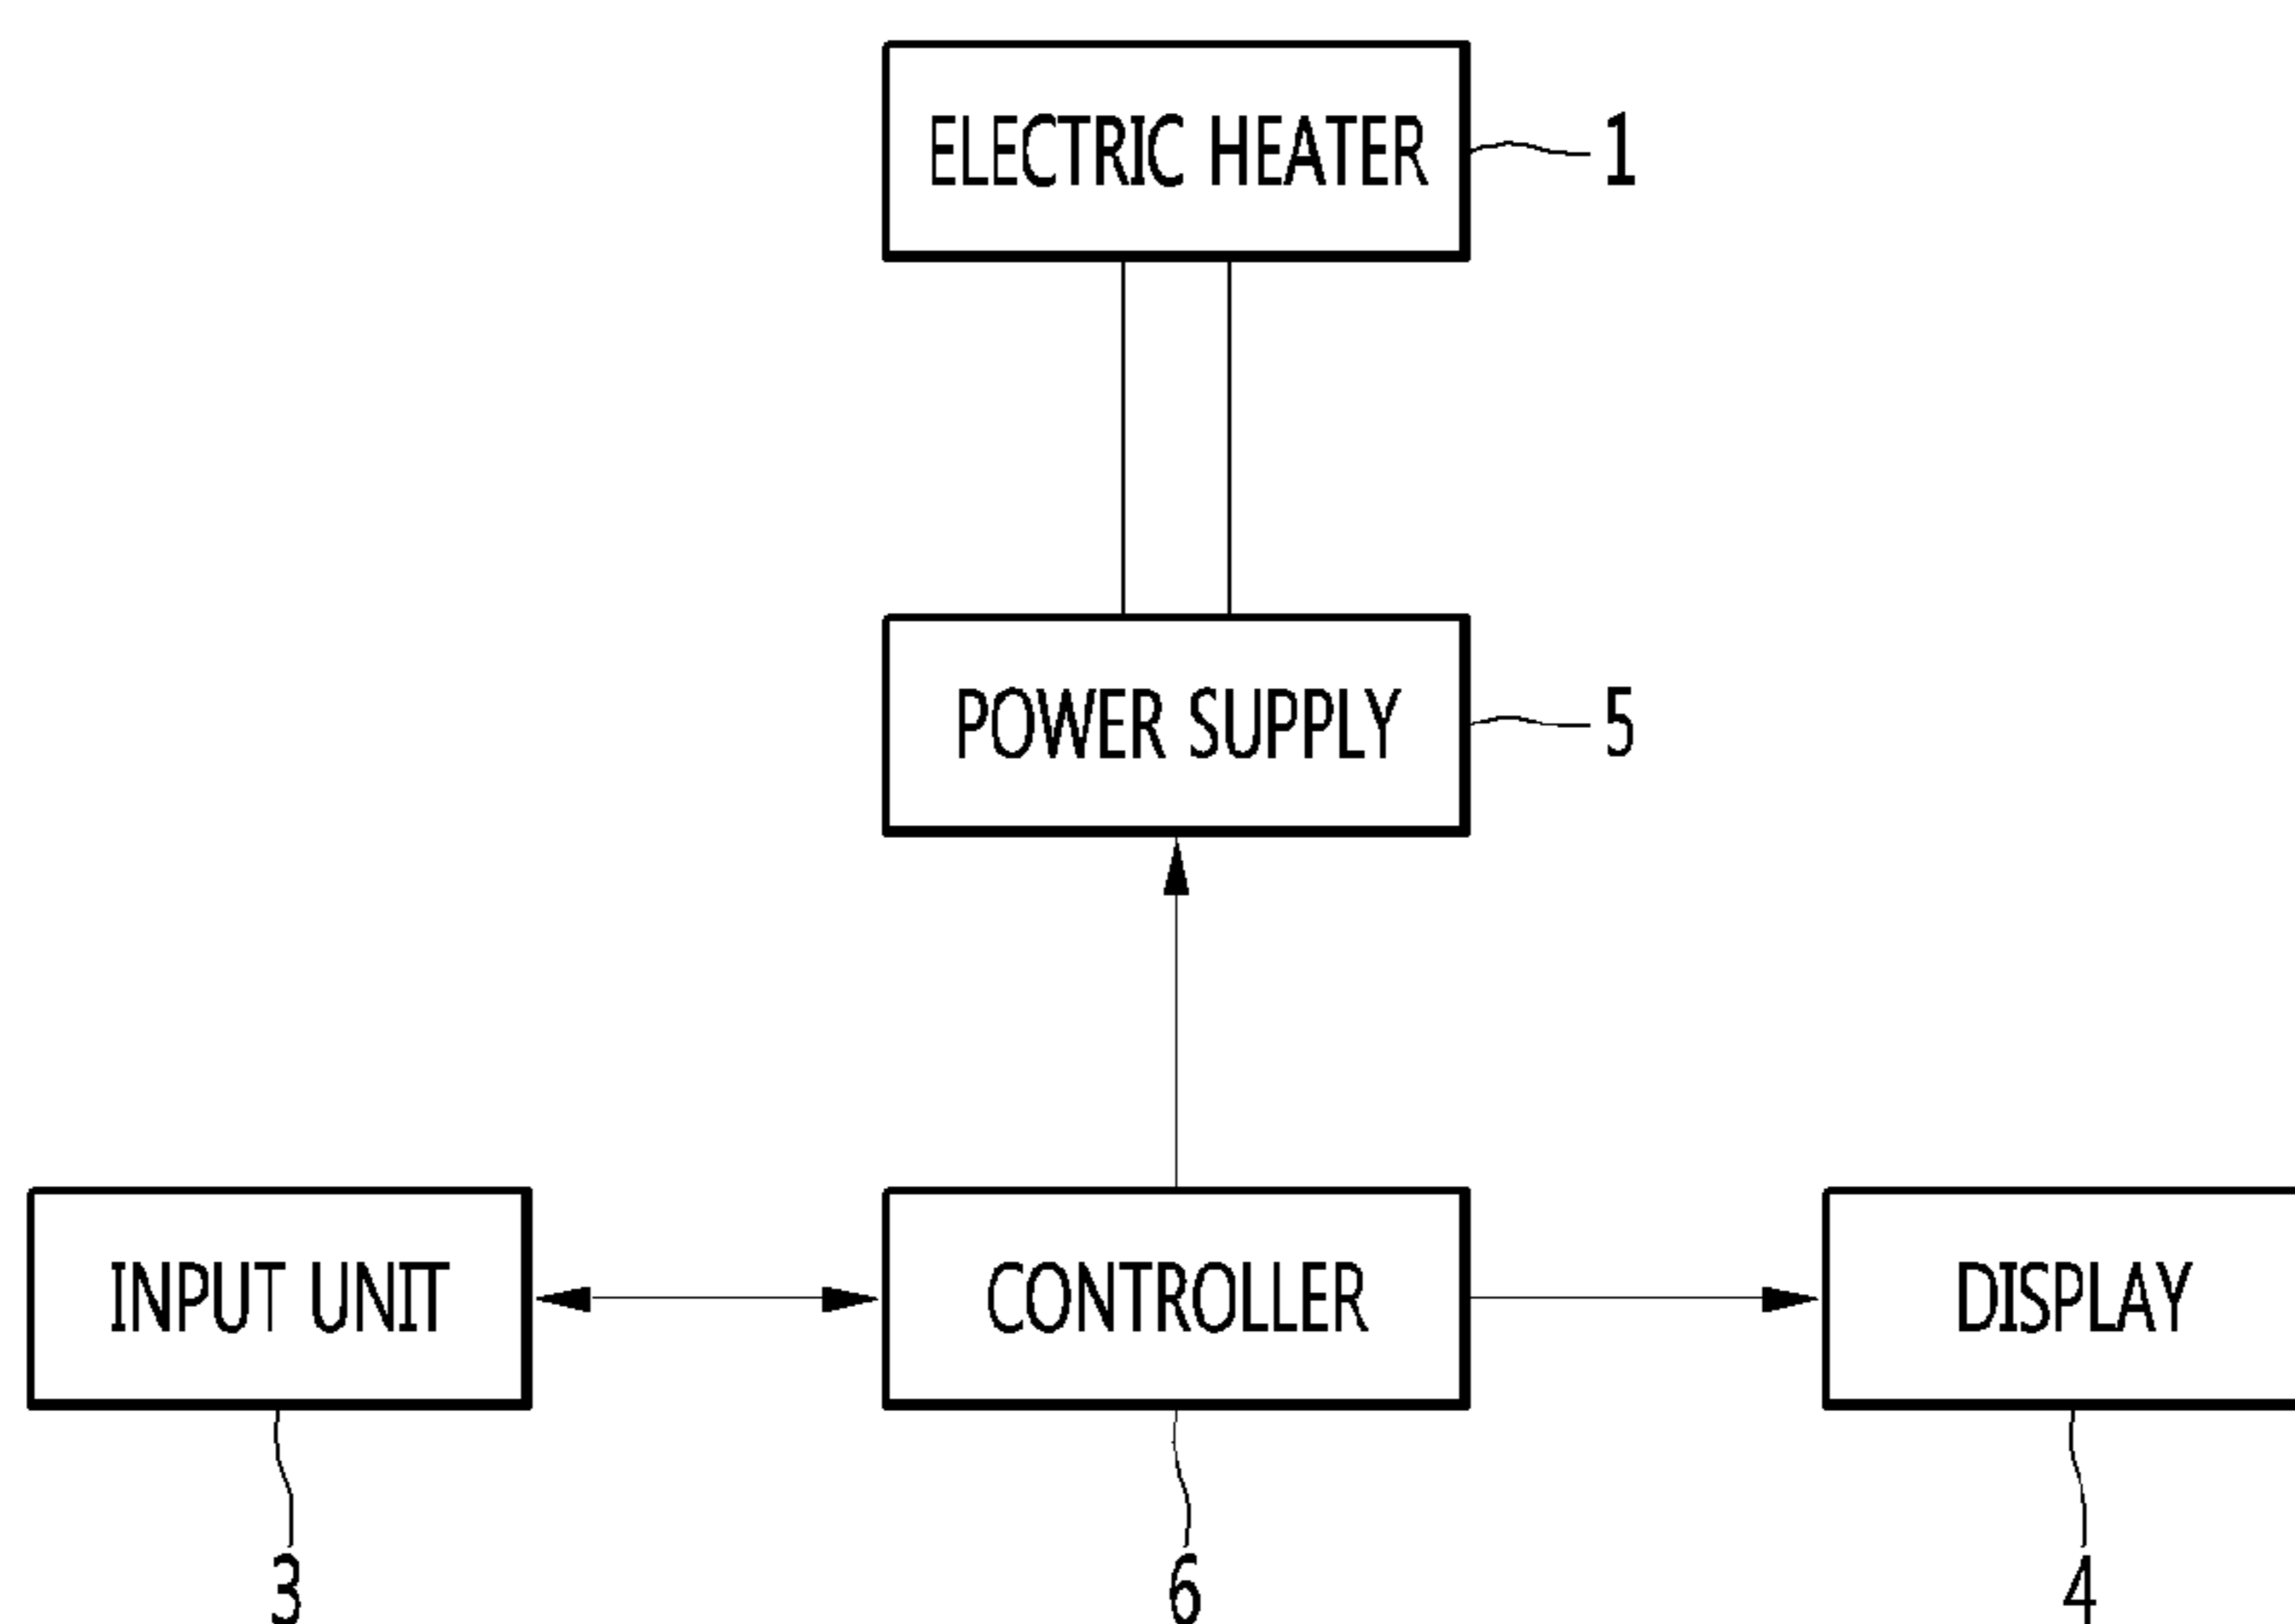 ELECTRIC HEATER 1
POWER SUPPLY 5
INPUT UNIT CONTROLLER DISPLAY
3 6 4